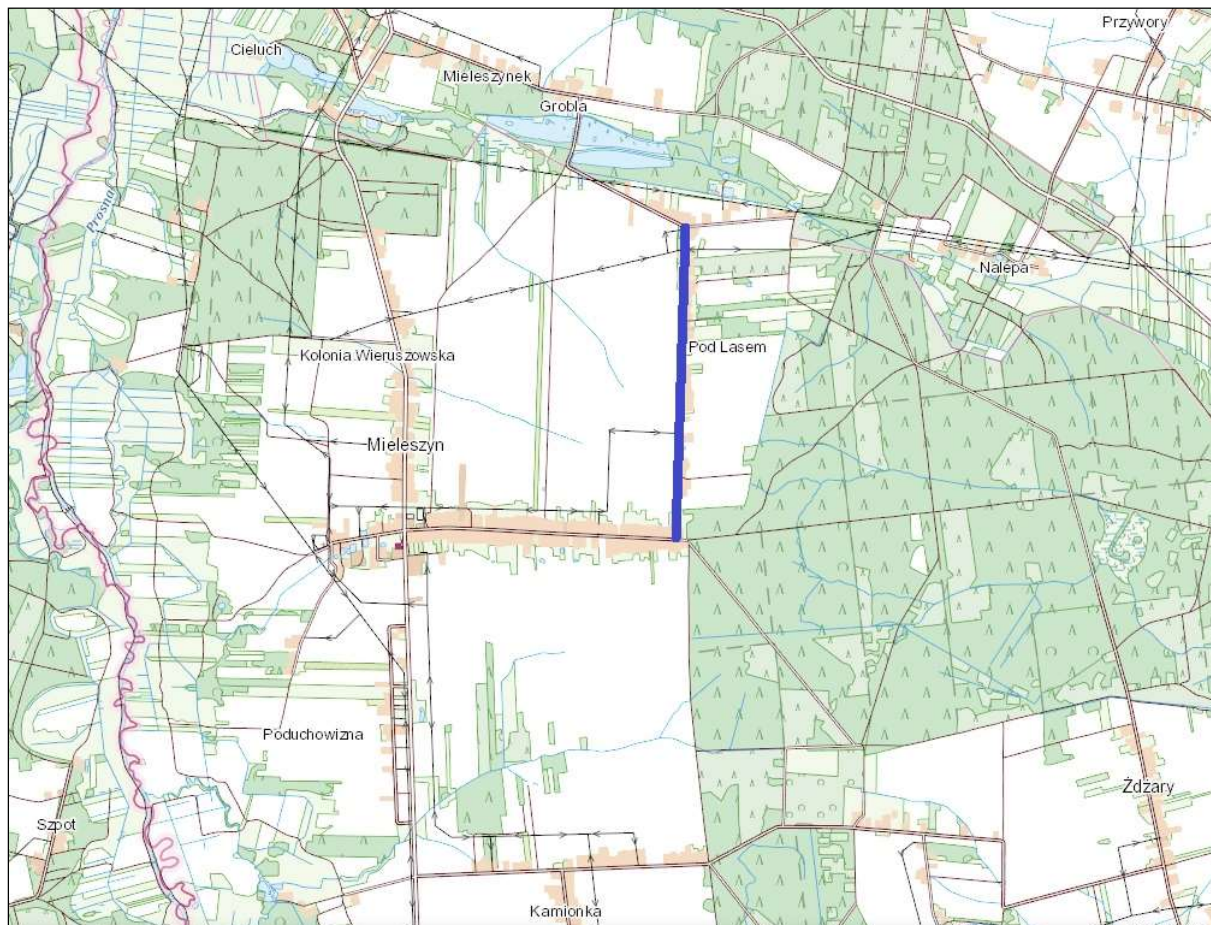 Przywory
Cieluch
Mieleszynek
Grobla
Prosna
Nalepa
Pod Lasem
Kolonia Wieruszowska
Mieleszyn
Poduchowizna
Żdżary
Szpot
Kamionka